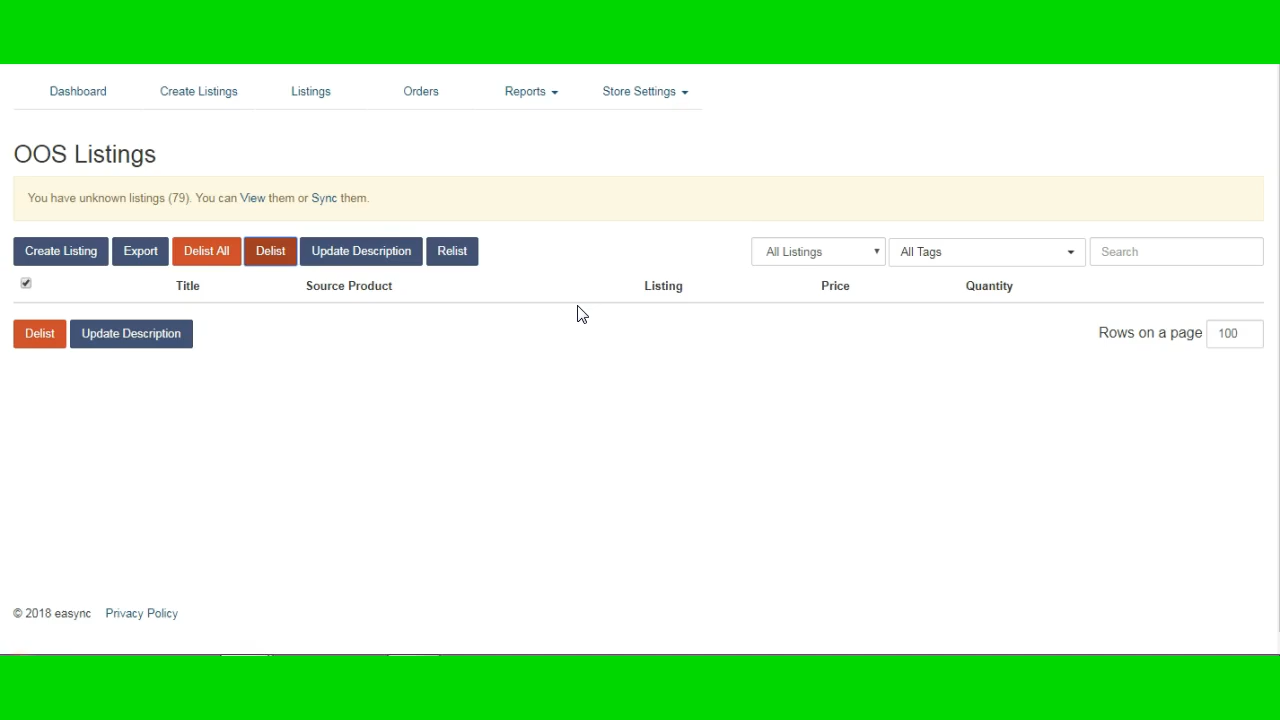 Dashboard Create Listings Listings Orders Reports Store Settings
OOS Listings
You have unknown listings (79). You can View them or Sync them.
Create Listing Export Delist All Delist Update Description Relist All Listings All Tags Search
Title Source Product Listing Price Quantity
Delist Update Description Rows on a page 100
© 2018 easync Privacy Policy